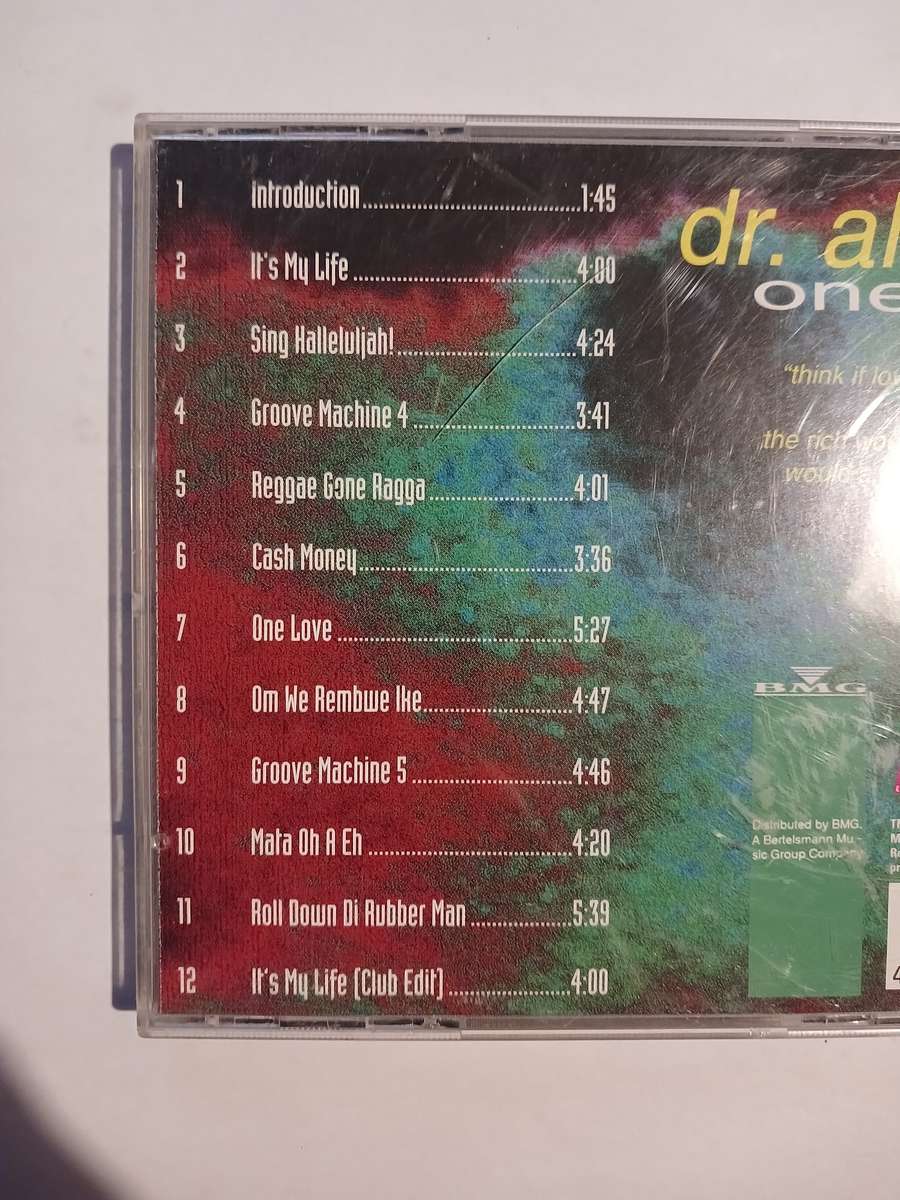 1 Introduction........................1:45
2 It's My Life........................4:00
3 Sing Hallelujah!........................4:24
4 Groove Machine 4........................3:41
5 Reggae Gone Ragga........................4:01
6 Cash Money........................3:36
7 One Love........................5:27
8 Om We Rembwe Ike........................4:47
9 Groove Machine 5........................4:46
10 Mata Oh A Eh........................4:20
11 Roll Down Di Rubber Man........................5:39
12 It's My Life (Club Edit)........................4:00
dr. al
one
"think if lo
the rich wo
would
BMG
Distributed by BMG.
A Bertelsmann Mu-
sic Group Company
4